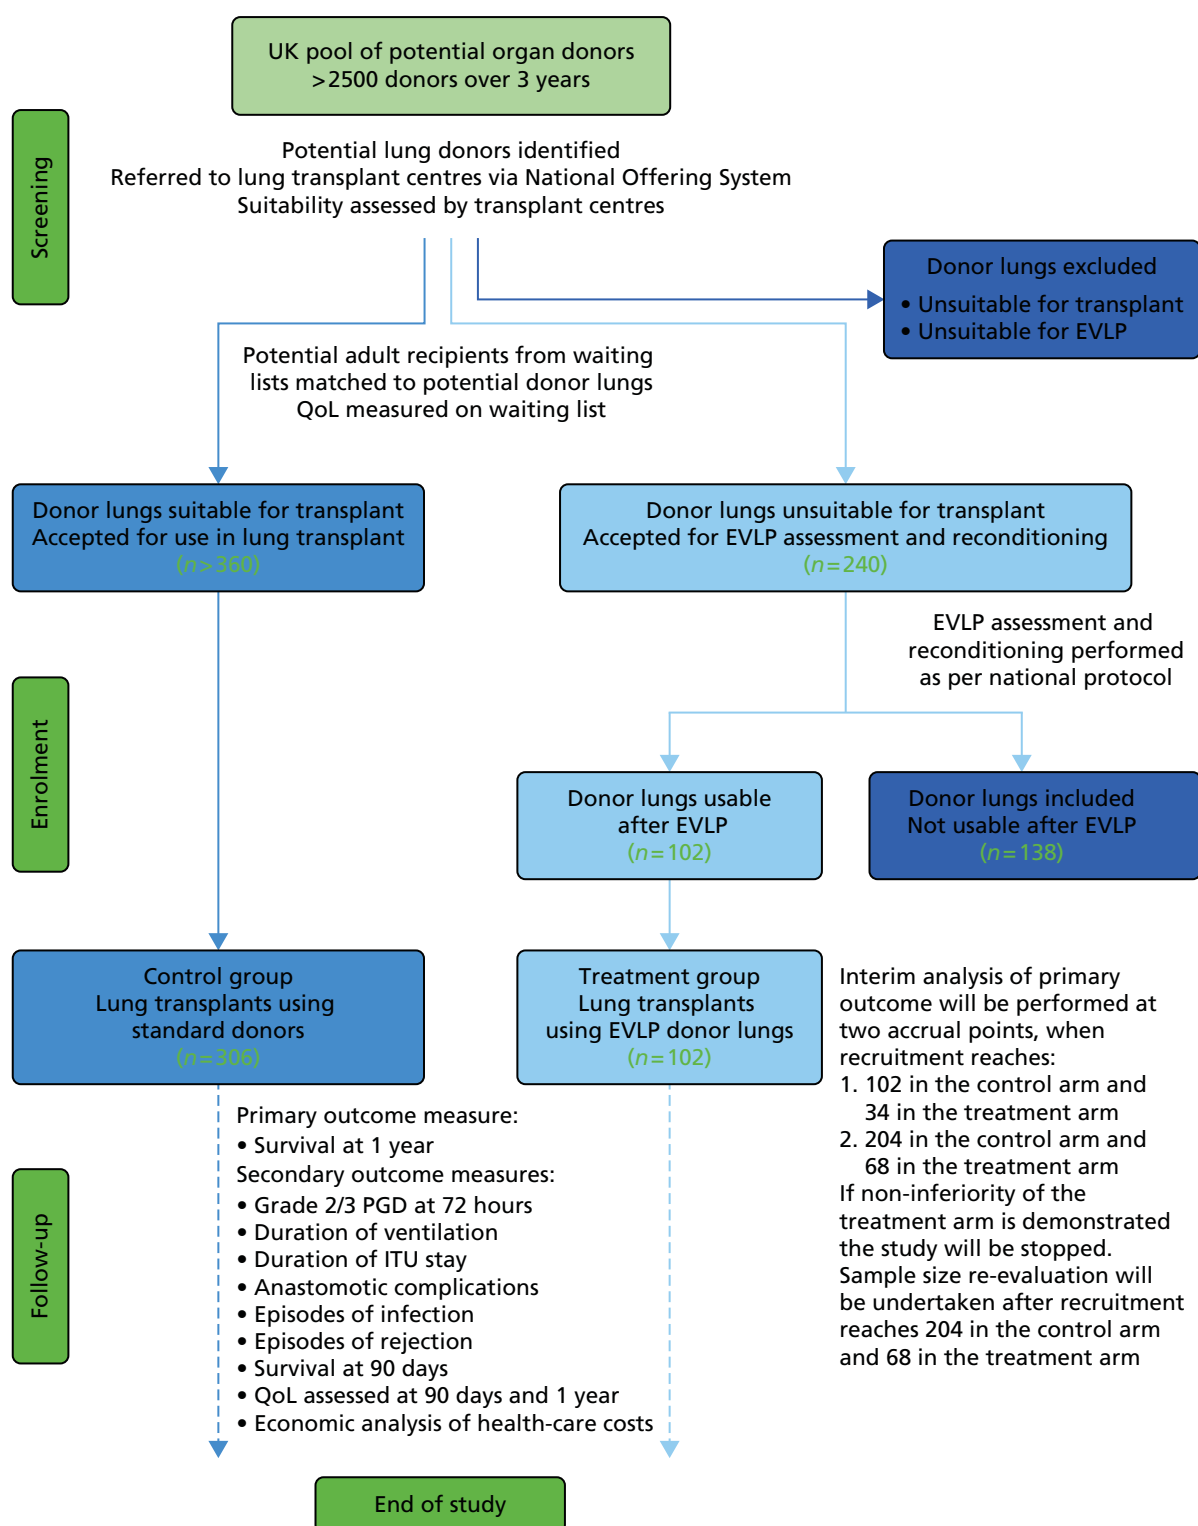 UK pool of potential organ donors
>2500 donors over 3 years
Screening
Potential lung donors identified
Referred to lung transplant centres via National Offering System
Suitability assessed by transplant centres
Donor lungs excluded
• Unsuitable for transplant
• Unsuitable for EVLP
Potential adult recipients from waiting
lists matched to potential donor lungs
QoL measured on waiting list
Donor lungs suitable for transplant
Accepted for use in lung transplant
(n>360)
Donor lungs unsuitable for transplant
Accepted for EVLP assessment and reconditioning
(n=240)
EVLP assessment and
reconditioning performed
as per national protocol
Enrolment
Donor lungs usable
after EVLP
(n=102)
Donor lungs included
Not usable after EVLP
(n=138)
Control group
Lung transplants using
standard donors
(n=306)
Treatment group
Lung transplants
using EVLP donor lungs
(n=102)
Interim analysis of primary
outcome will be performed at
two accrual points, when
recruitment reaches:
1. 102 in the control arm and
34 in the treatment arm
2. 204 in the control arm and
68 in the treatment arm
If non-inferiority of the
treatment arm is demonstrated
the study will be stopped.
Sample size re-evaluation will
be undertaken after recruitment
reaches 204 in the control arm
and 68 in the treatment arm
Follow-up
Primary outcome measure:
• Survival at 1 year
Secondary outcome measures:
• Grade 2/3 PGD at 72 hours
• Duration of ventilation
• Duration of ITU stay
• Anastomotic complications
• Episodes of infection
• Episodes of rejection
• Survival at 90 days
• QoL assessed at 90 days and 1 year
• Economic analysis of health-care costs
End of study